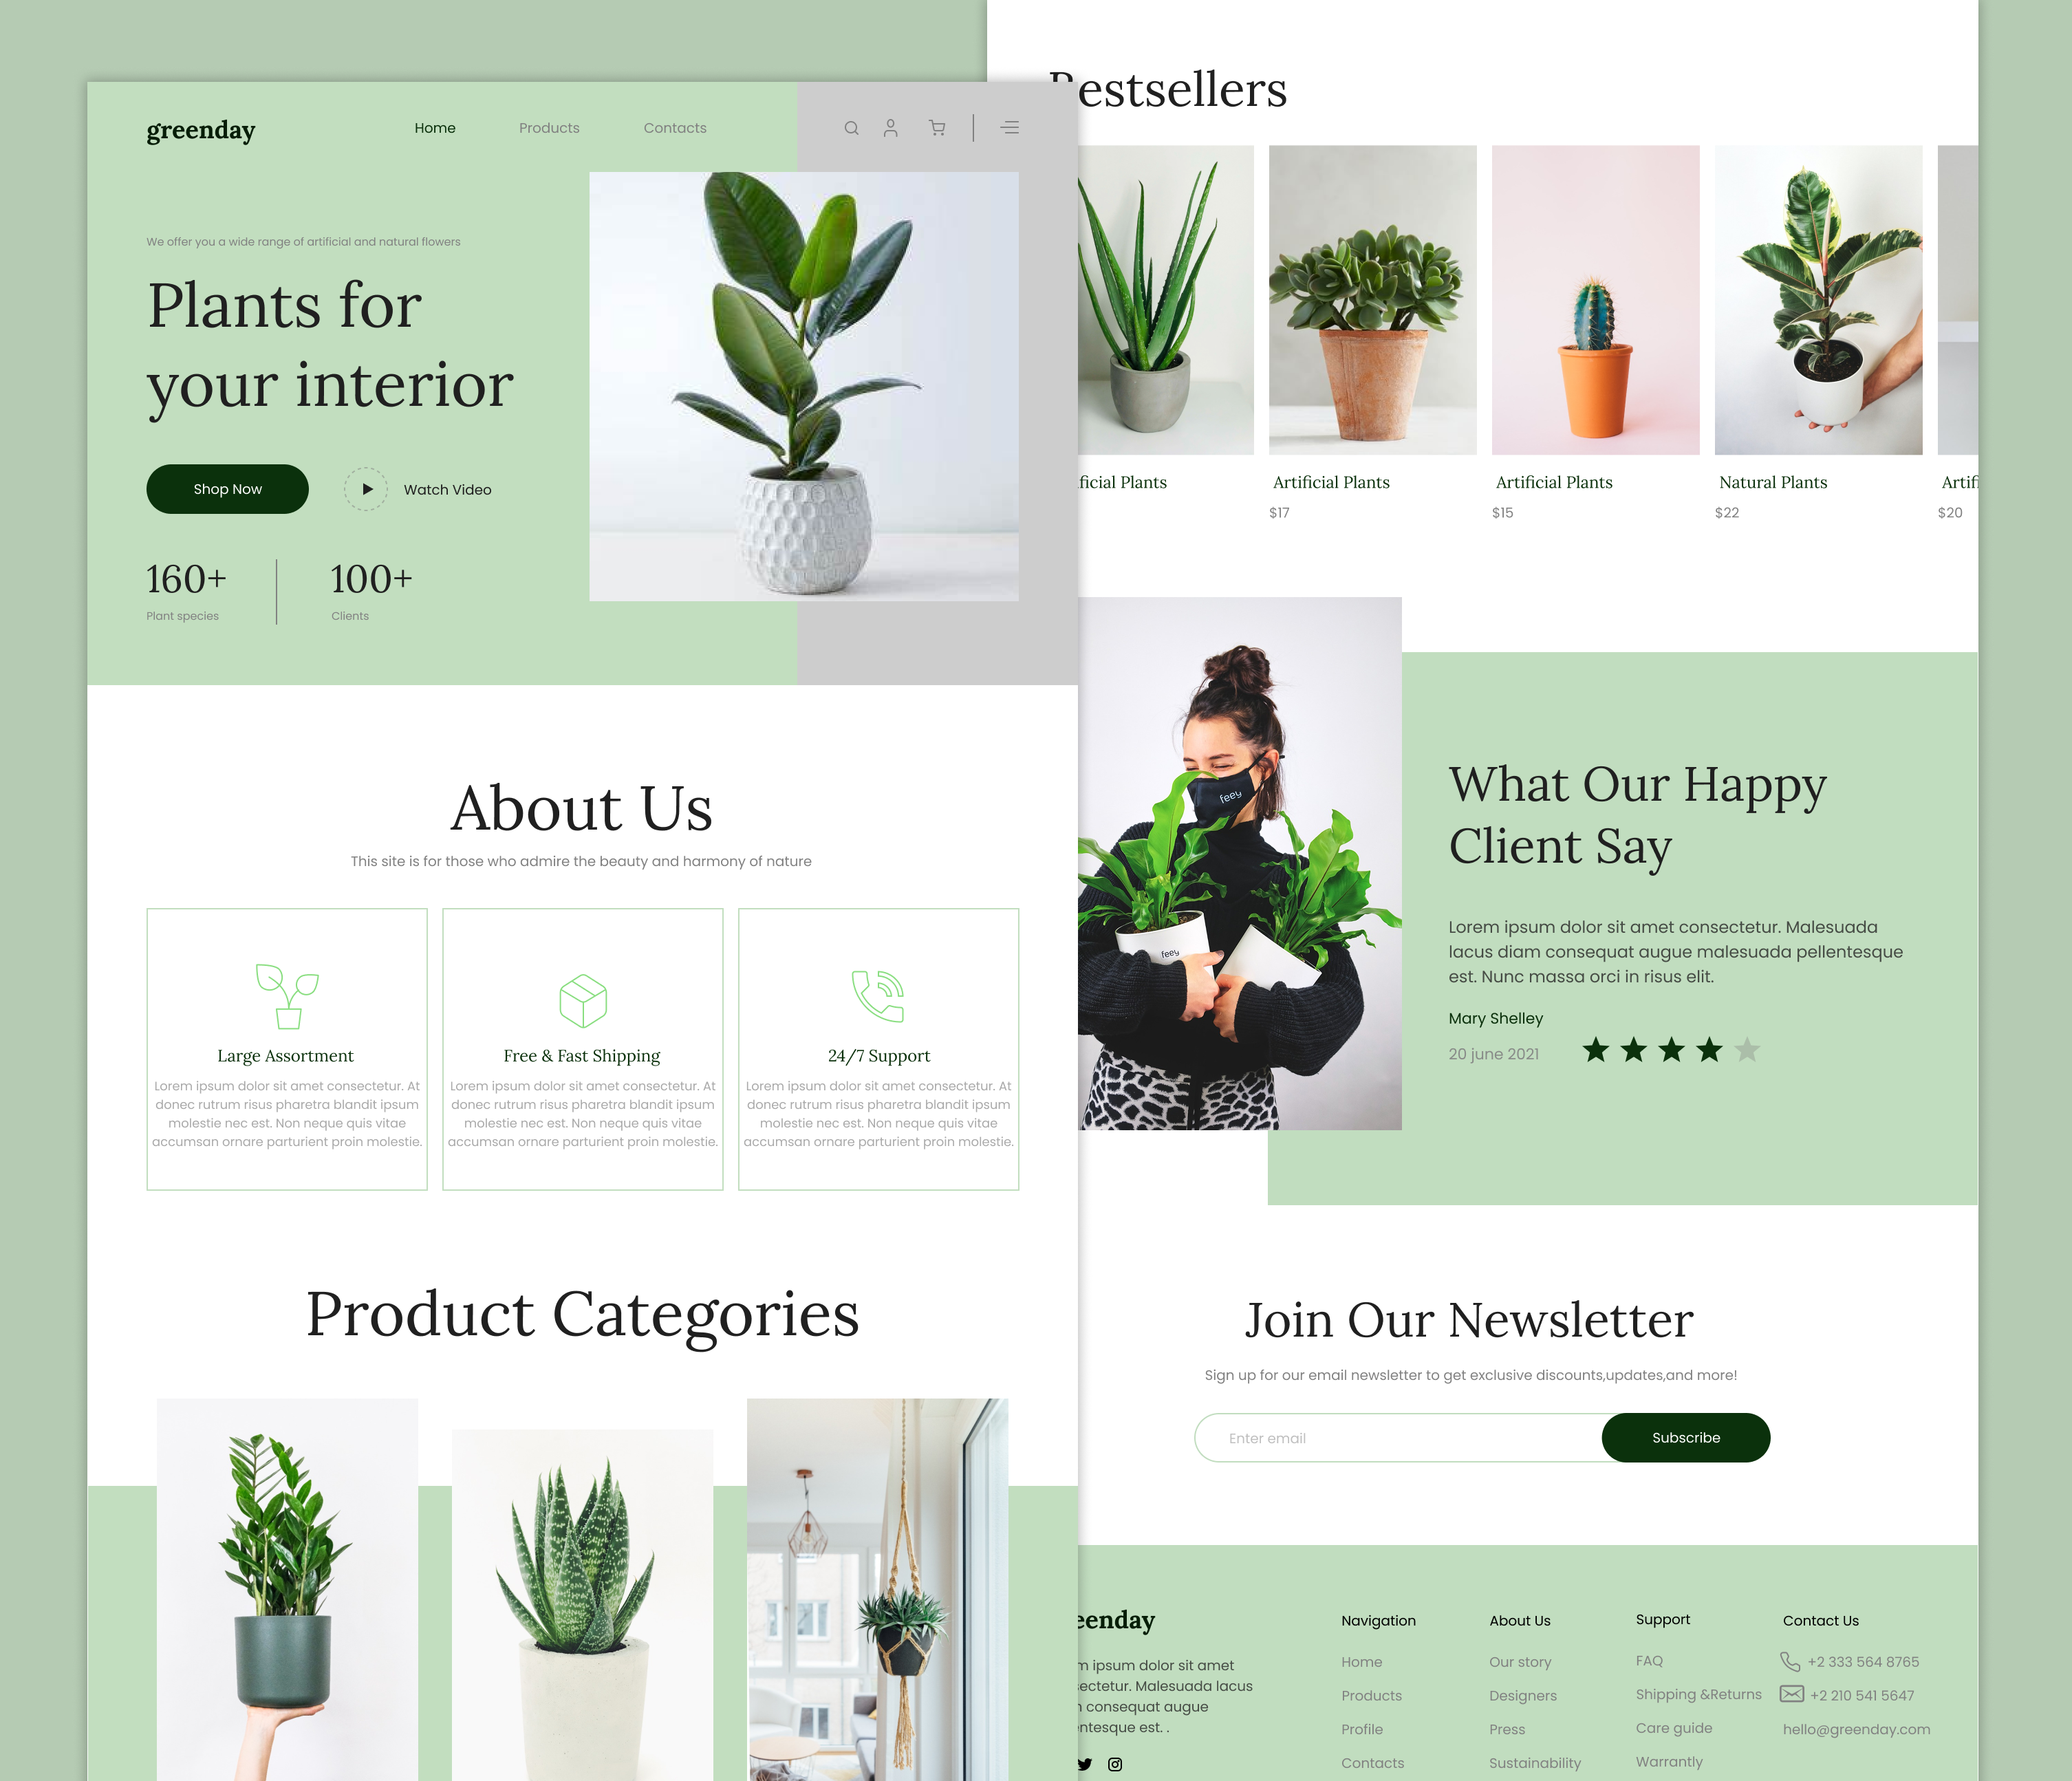 greenday
Home
Products
Contacts
We offer you a wide range of artificial and natural flowers
Plants for
your interior
Shop Now
Watch Video
160+
Plant species
100+
Clients
About Us
This site is for those who admire the beauty and harmony of nature
Large Assortment
Lorem ipsum dolor sit amet consectetur. At
donec rutrum risus pharetra blandit ipsum
molestie nec est. Non neque quis vitae
accumsan ornare parturient proin molestie.
Free & Fast Shipping
Lorem ipsum dolor sit amet consectetur. At
donec rutrum risus pharetra blandit ipsum
molestie nec est. Non neque quis vitae
accumsan ornare parturient proin molestie.
24/7 Support
Lorem ipsum dolor sit amet consectetur. At
donec rutrum risus pharetra blandit ipsum
molestie nec est. Non neque quis vitae
accumsan ornare parturient proin molestie.
Product Categories
Bestsellers
ficial Plants
Artificial Plants
$17
Artificial Plants
$15
Natural Plants
$22
Artifi
$20
feey
feey
What Our Happy
Client Say
Lorem ipsum dolor sit amet consectetur. Malesuada
lacus diam consequat augue malesuada pellentesque
est. Nunc massa orci in risus elit.
Mary Shelley
20 june 2021
Join Our Newsletter
Sign up for our email newsletter to get exclusive discounts,updates,and more!
Enter email
Subscribe
eenday
m ipsum dolor sit amet
sectetur. Malesuada lacus
consequat augue
ntesque est. .
Navigation
Home
Products
Profile
Contacts
About Us
Our story
Designers
Press
Sustainability
Support
FAQ
Shipping &Returns
Care guide
Warrantly
Contact Us
+2 333 564 8765
+2 210 541 5647
hello@greenday.com